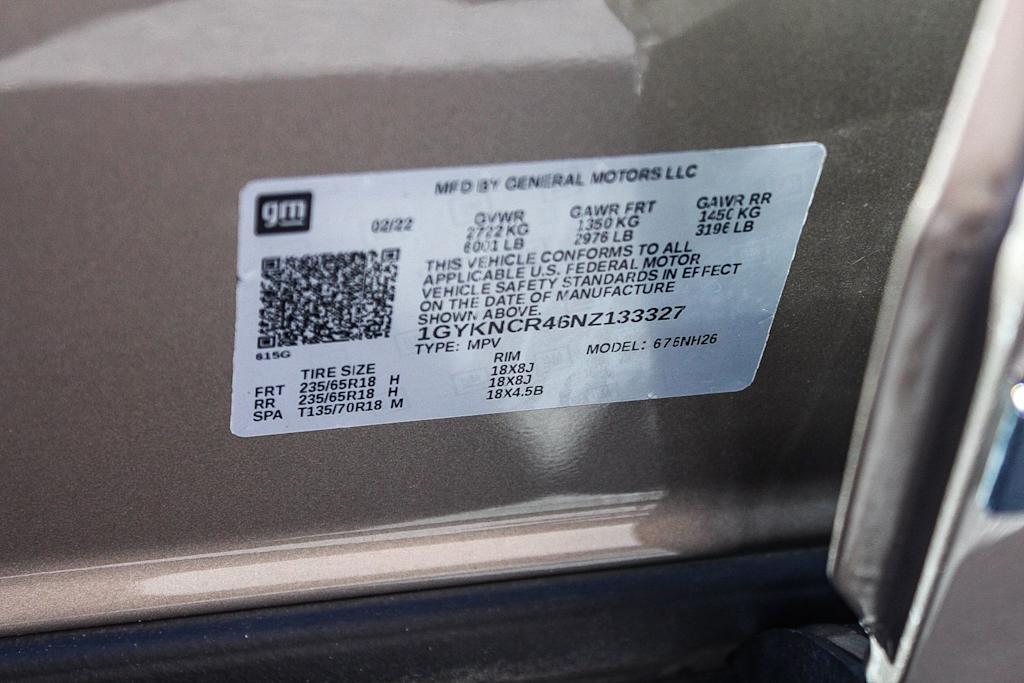 gm
MFD BY GENERAL MOTORS LLC
02/22
GVWR
2722 KG
6001 LB
GAWR FRT
1350 KG
2976 LB
GAWR RR
1450 KG
3196 LB
THIS VEHICLE CONFORMS TO ALL
APPLICABLE U.S. FEDERAL MOTOR
VEHICLE SAFETY STANDARDS IN EFFECT
ON THE DATE OF MANUFACTURE
SHOWN ABOVE.
1GYKNCR46NZ133327
TYPE: MPV
MODEL: 676NH26
615G
TIRE SIZE
RIM
FRT 235/65R18 H 18X8J
RR 235/65R18 H 18X8J
SPA T135/70R18 M 18X4.5B